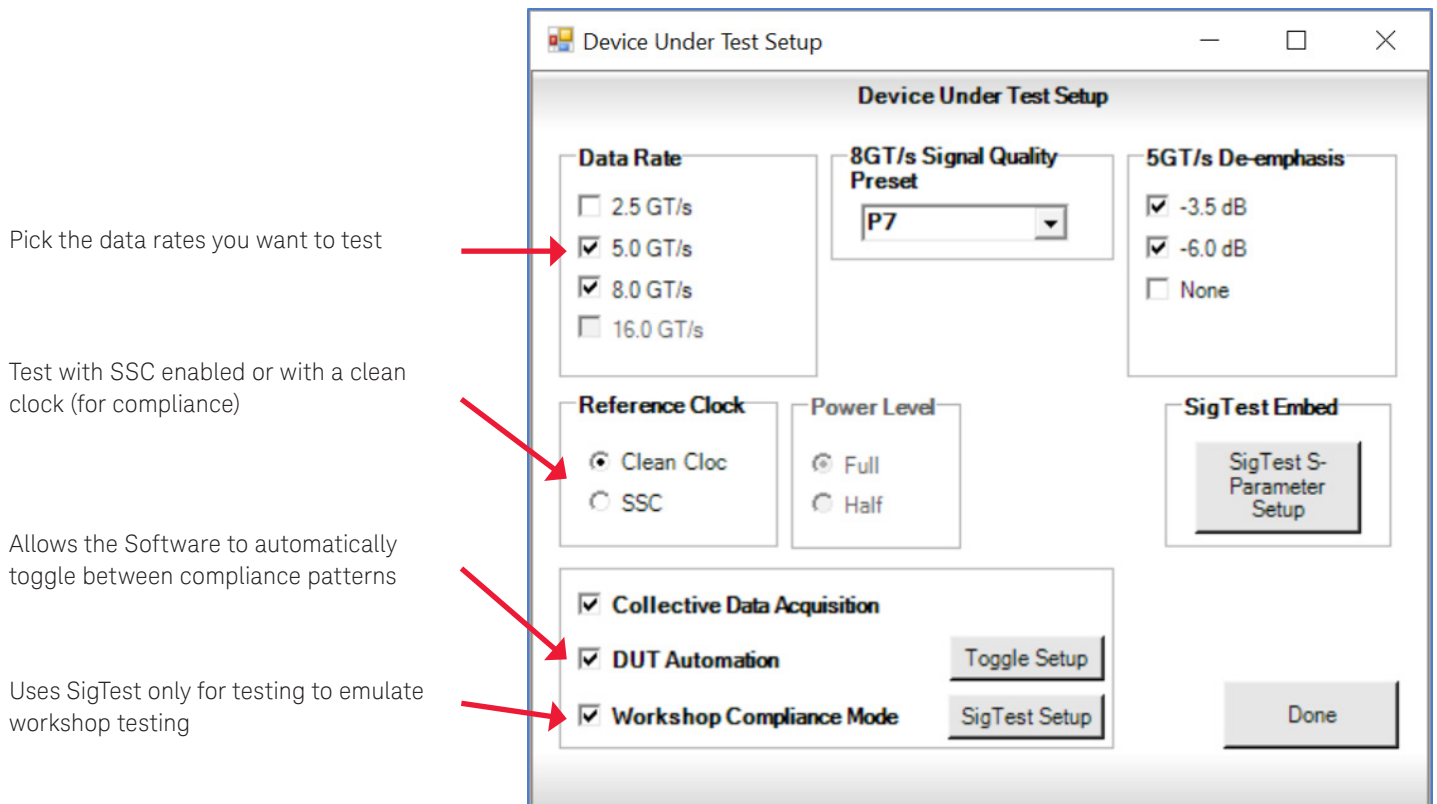 Device Under Test Setup
Device Under Test Setup
Data Rate
2.5 GT/s
5.0 GT/s
8.0 GT/s
16.0 GT/s
8GT/s Signal Quality
Preset
P7
5GT/s De-emphasis
-3.5 dB
-6.0 dB
None
Pick the data rates you want to test
Test with SSC enabled or with a clean
clock (for compliance)
Reference Clock
Clean Cloc
SSC
Power Level
Full
Half
SigTest Embed
SigTest S-
Parameter
Setup
Allows the Software to automatically
toggle between compliance patterns
Uses SigTest only for testing to emulate
workshop testing
Collective Data Acquisition
DUT Automation
Toggle Setup
Workshop Compliance Mode
SigTest Setup
Done